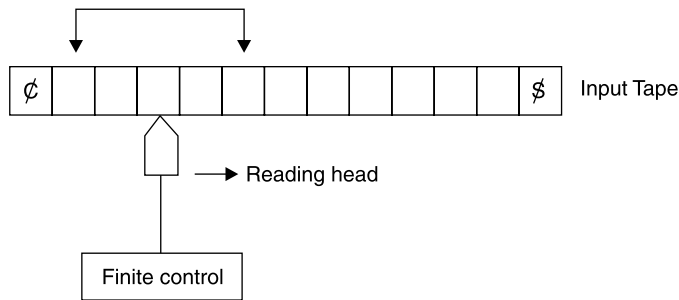 ₵ $ Input Tape
Reading head
Finite control